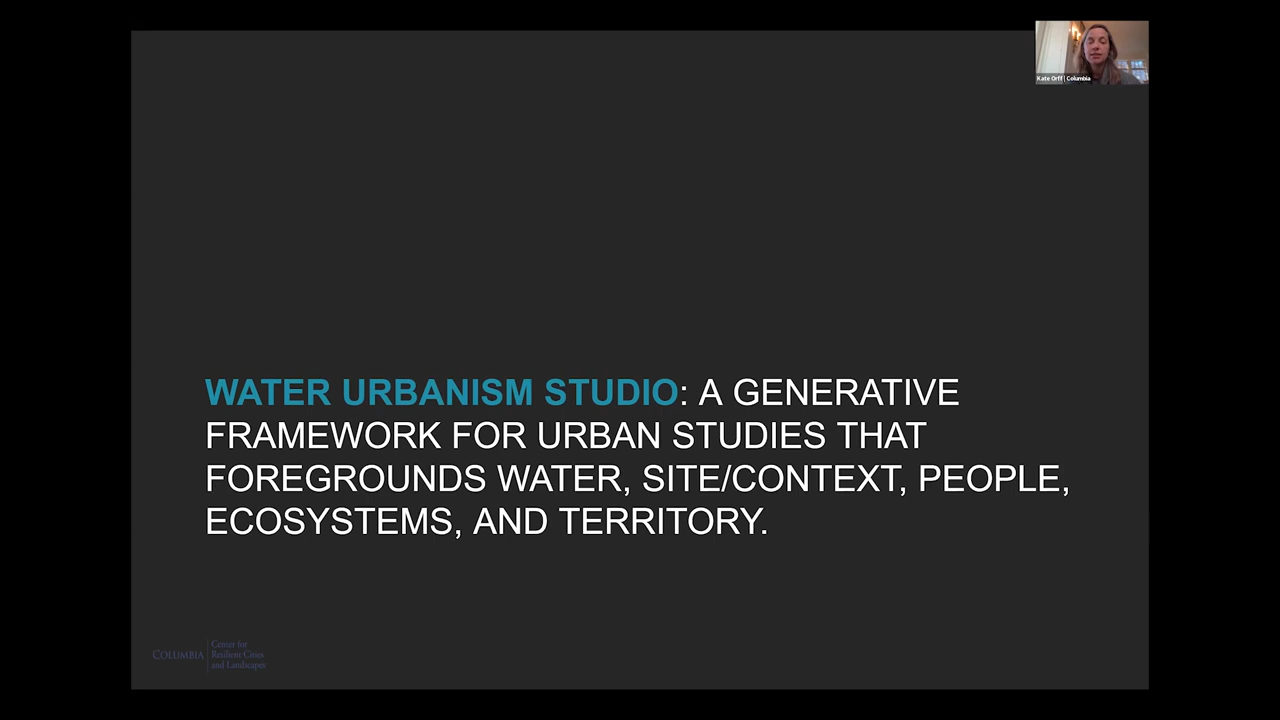 Kate Orff | Columbia
WATER URBANISM STUDIO: A GENERATIVE
FRAMEWORK FOR URBAN STUDIES THAT
FOREGROUNDS WATER, SITE/CONTEXT, PEOPLE,
ECOSYSTEMS, AND TERRITORY.
COLUMBIA
Center for
Resilient Cities
and Landscapes